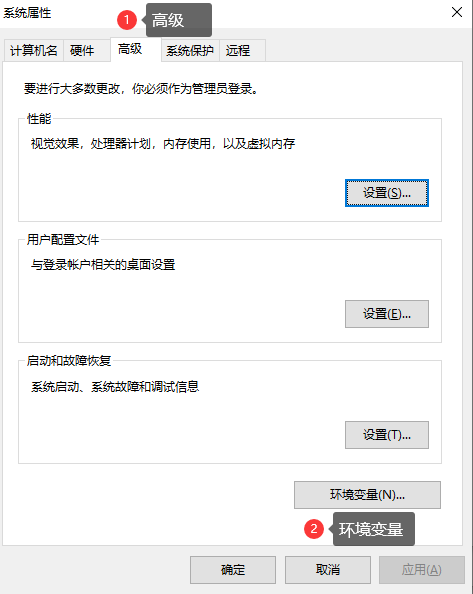 系统属性
1 高级
计算机名 硬件 高级 系统保护 远程
要进行大多数更改，你必须作为管理员登录。
性能
视觉效果，处理器计划，内存使用，以及虚拟内存
设置(S)...
用户配置文件
与登录帐户相关的桌面设置
设置(E)...
启动和故障恢复
系统启动、系统故障和调试信息
设置(T)...
环境变量(N)...
2 环境变量
确定 取消 应用(A)